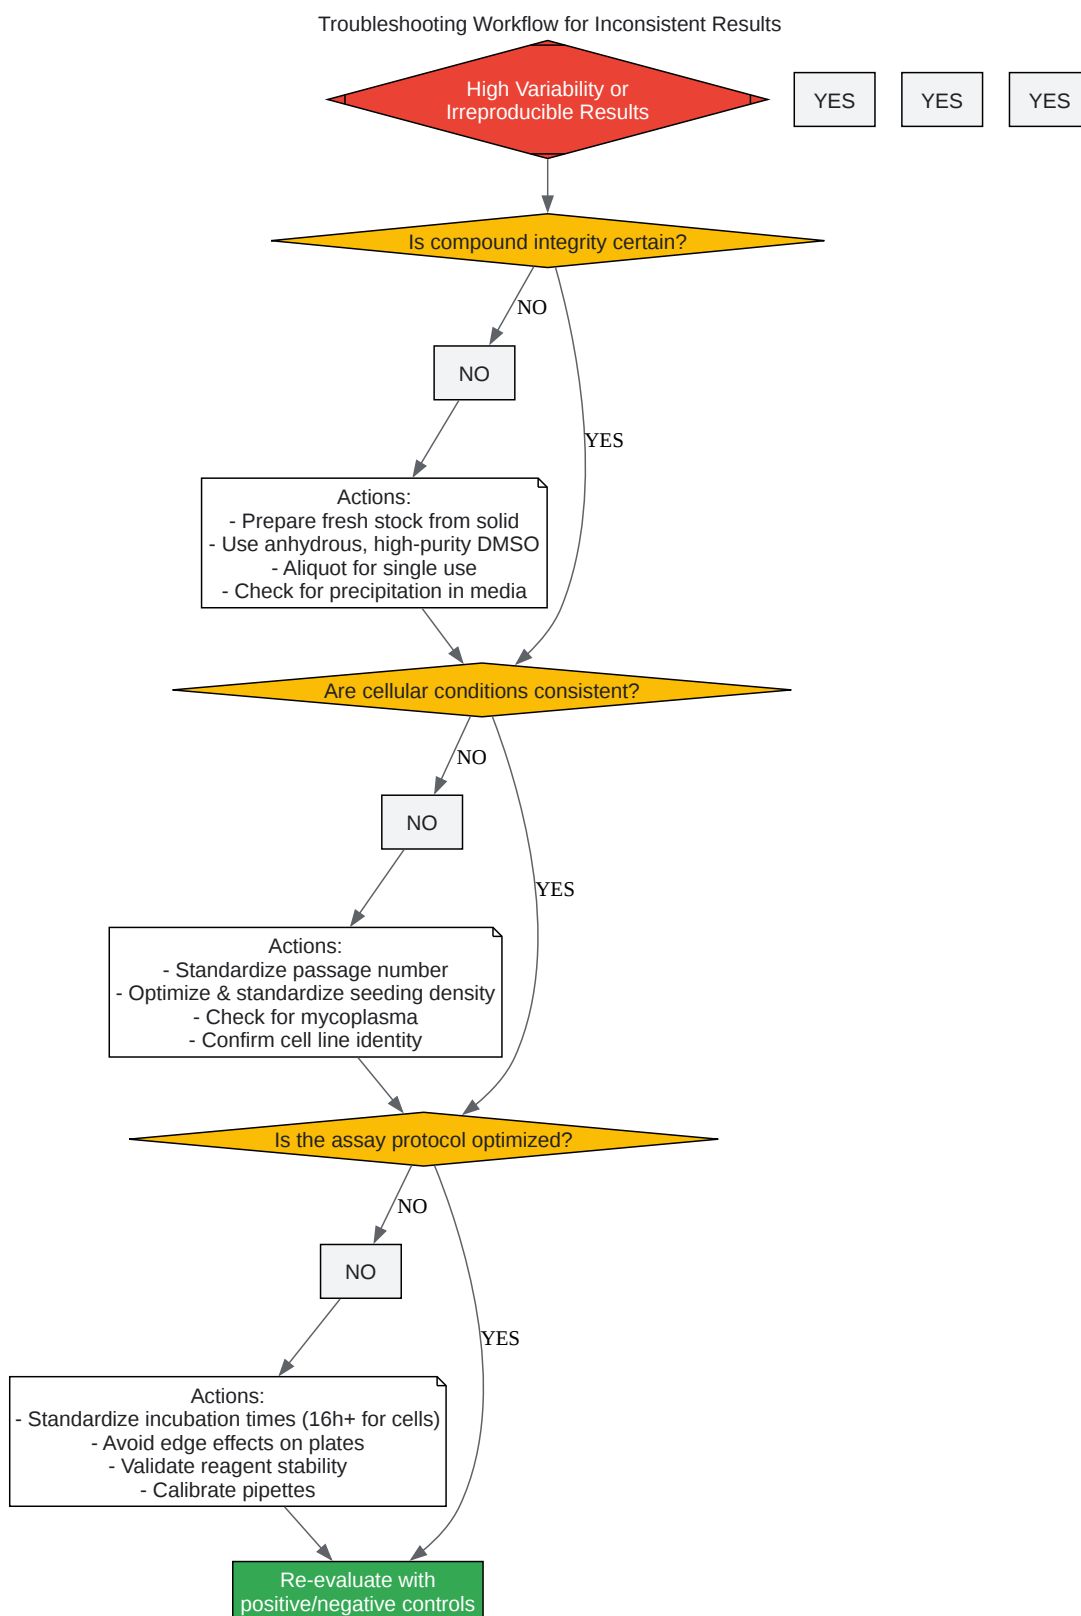 Troubleshooting Workflow for Inconsistent Results
High Variability or
Irreproducible Results
YES
YES
YES
Is compound integrity certain?
NO
NO
YES
Actions:
- Prepare fresh stock from solid
- Use anhydrous, high-purity DMSO
- Aliquot for single use
- Check for precipitation in media
Are cellular conditions consistent?
NO
NO
YES
Actions:
- Standardize passage number
- Optimize & standardize seeding density
- Check for mycoplasma
- Confirm cell line identity
Is the assay protocol optimized?
NO
NO
YES
Actions:
- Standardize incubation times (16h+ for cells)
- Avoid edge effects on plates
- Validate reagent stability
- Calibrate pipettes
Re-evaluate with
positive/negative controls